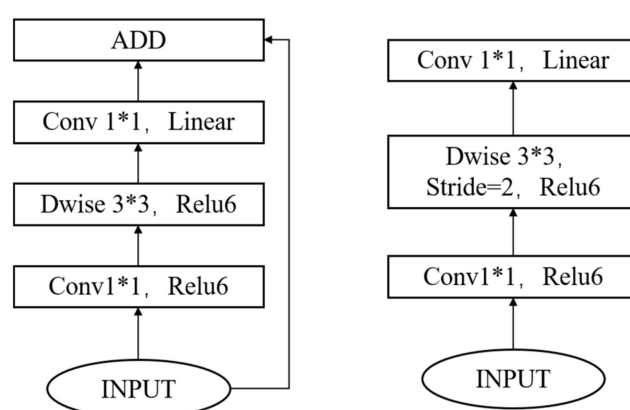 ADD
Conv 1*1, Linear
Dwise 3*3, Relu6
Conv1*1, Relu6
INPUT
Conv 1*1, Linear
Dwise 3*3,
Stride=2, Relu6
Conv1*1, Relu6
INPUT